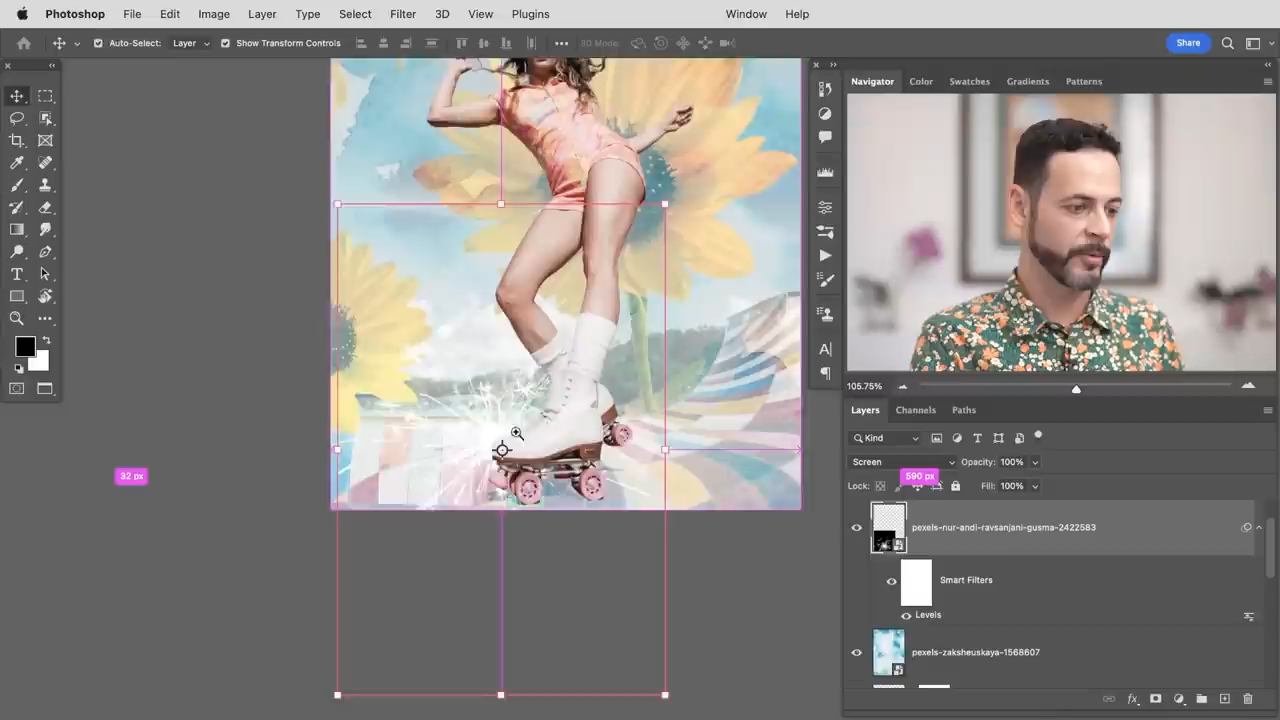 Photoshop File Edit Image Layer Type Select Filter 3D View Plugins Window Help
Auto-Select: Layer Show Transform Controls 3D Mode: Share
Navigator Color Swatches Gradients Patterns
105.75%
Layers Channels Paths
Kind
Screen Opacity: 100%
32 px
590 px
Lock: Fill: 100%
pexels-nur-andi-ravsanjani-gusma-2422583
Smart Filters
Levels
pexels-zaksheuskaya-1568607